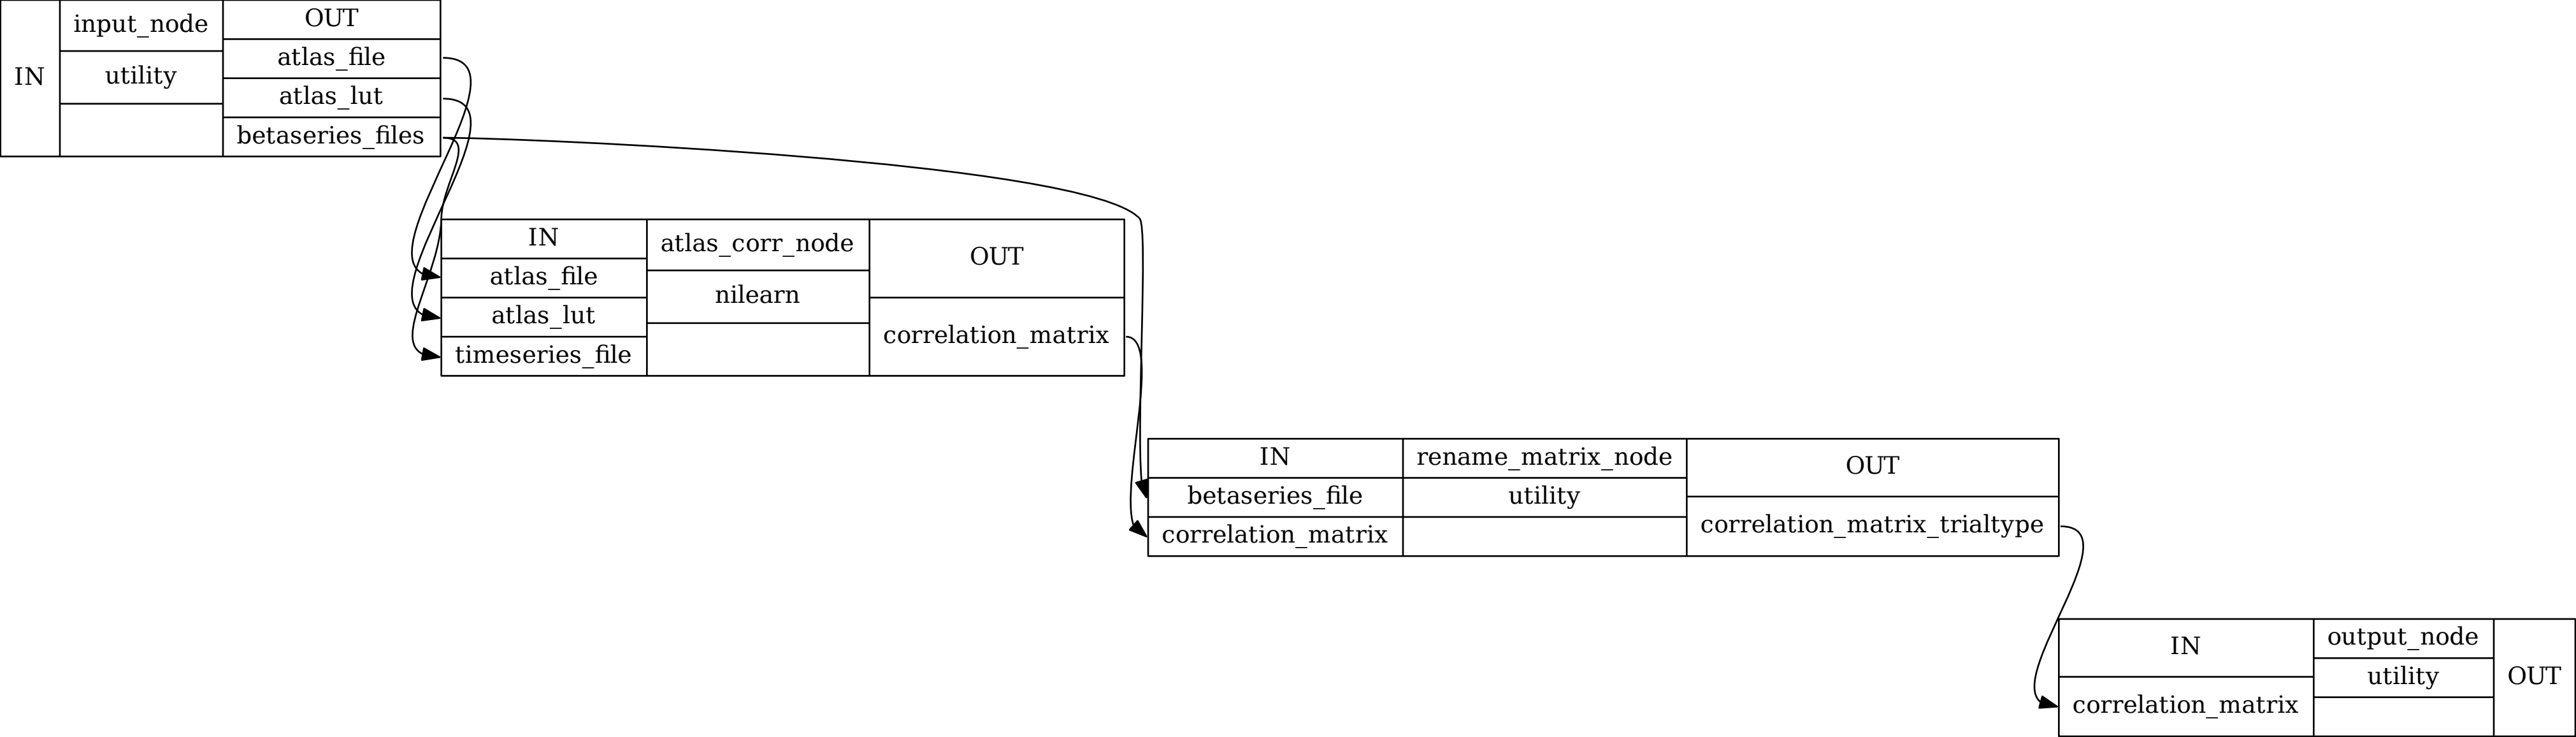 IN
input_node
utility
OUT
atlas_file
atlas_lut
betaseries_files
IN
atlas_file
atlas_lut
timeseries_file
atlas_corr_node
nilearn
OUT
correlation_matrix
IN
betaseries_file
correlation_matrix
rename_matrix_node
utility
OUT
correlation_matrix_trialtype
IN
correlation_matrix
output_node
utility
OUT